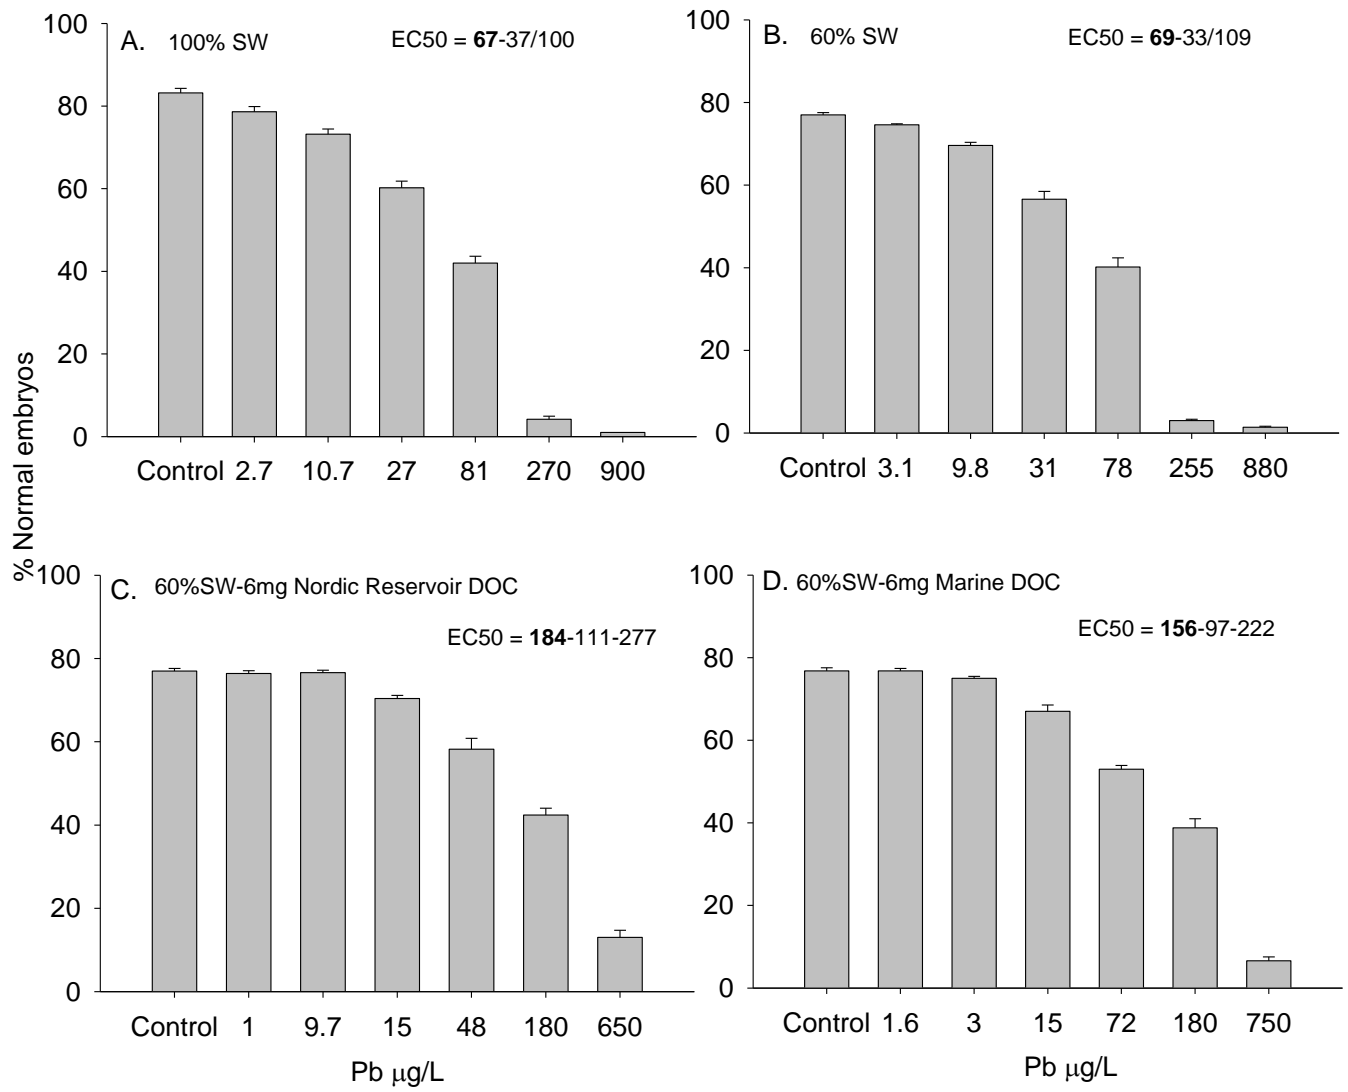 % Normal embryos
A. 100% SW
EC50 = 67-37/100
100
80
60
40
20
0
Control 2.7 10.7 27 81 270 900
B. 60% SW
EC50 = 69-33/109
100
80
60
40
20
0
Control 3.1 9.8 31 78 255 880
C. 60%SW-6mg Nordic Reservoir DOC
EC50 = 184-111-277
100
80
60
40
20
0
Control 1 9.7 15 48 180 650
Pb μg/L
D. 60%SW-6mg Marine DOC
EC50 = 156-97-222
100
80
60
40
20
0
Control 1.6 3 15 72 180 750
Pb μg/L